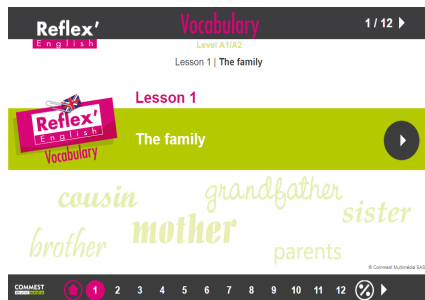 Reflex’
English
Vocabulary
1 / 12
Level A1/A2
Lesson 1 | The family
Lesson 1
Reflex’
English
Vocabulary
The family
cousin
grandfather
sister
brother
mother
parents
© Commest Multimédia SAS
COMMEST
1 2 3 4 5 6 7 8 9 10 11 12